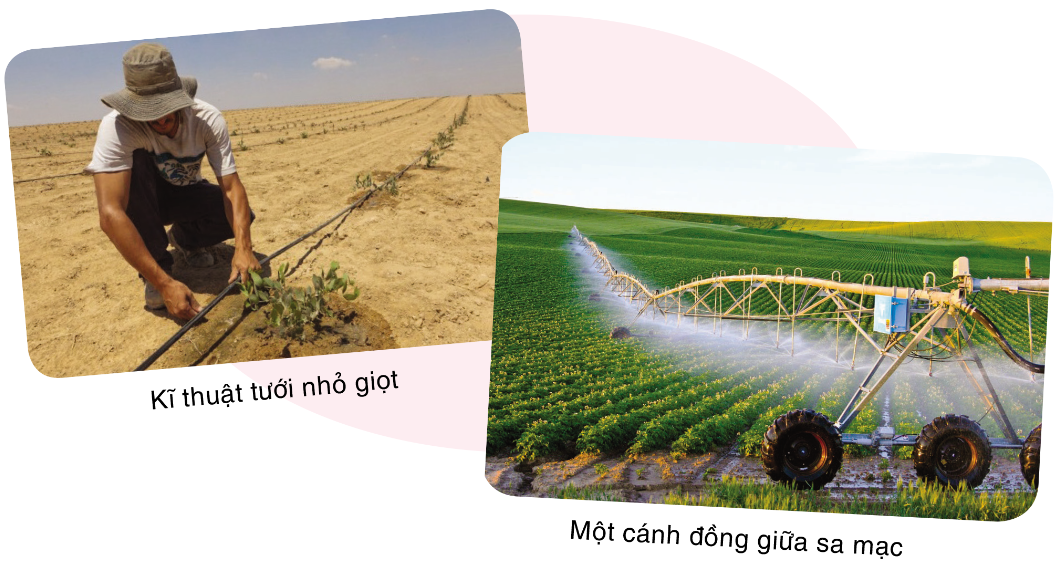 Kĩ thuật tưới nhỏ giọt
Một cánh đồng giữa sa mạc